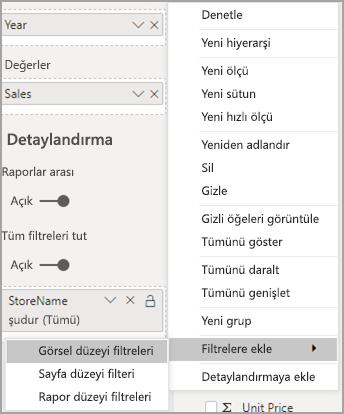 Year
Değerler
Sales
Detaylandırma
Raporlar arası
Açık
Tüm filtreleri tut
Açık
StoreName
şudur (Tümü)
Denetle
Yeni hiyerarşi
Yeni ölçü
Yeni sütun
Yeni hızlı ölçü
Yeniden adlandır
Sil
Gizle
Gizli öğeleri görüntüle
Tümünü göster
Tümünü daralt
Tümünü genişlet
Yeni grup
Filtrelere ekle
Detaylandırmaya ekle
Görsel düzeyi filtreleri
Sayfa düzeyi filteri
Rapor düzeyi filtreleri
Unit Price